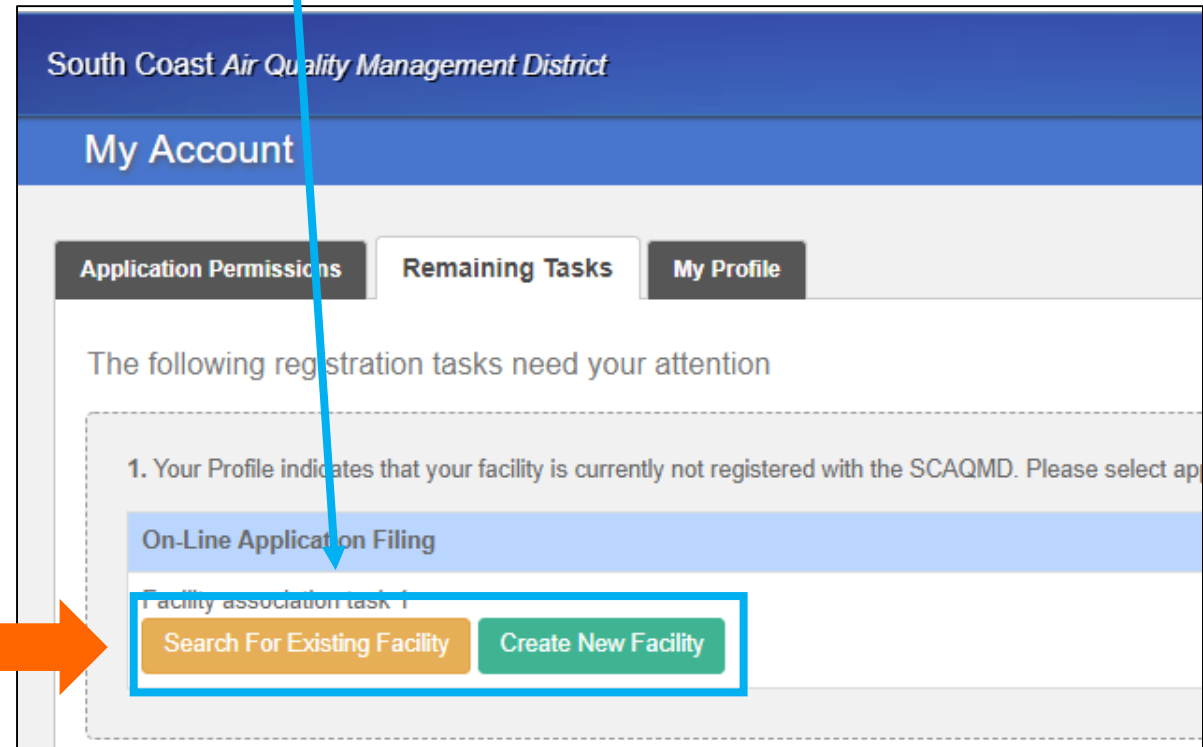 South Coast Air Quality Management District
My Account
Application Permissions Remaining Tasks My Profile
The following registration tasks need your attention
1. Your Profile indicates that your facility is currently not registered with the SCAQMD. Please select
On-Line Application Filing
Facility association task 1
Search For Existing Facility Create New Facility